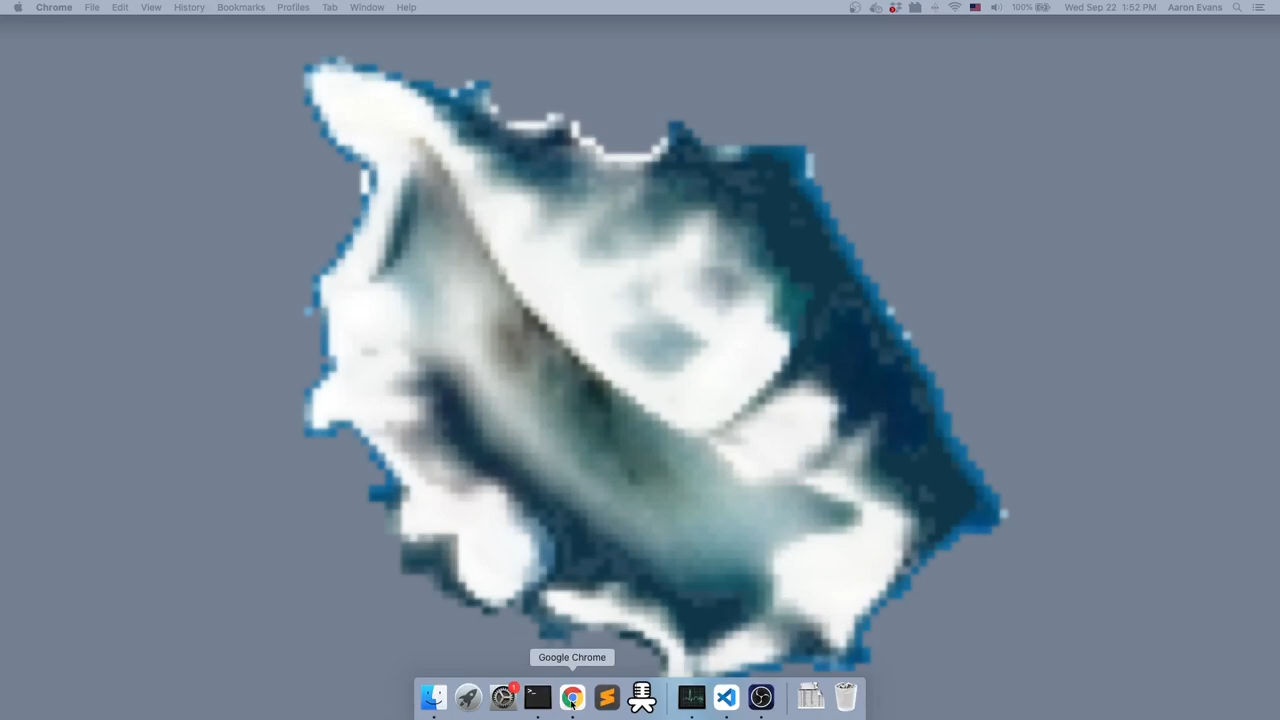 Chrome File Edit View History Bookmarks Profiles Tab Window Help 100% Wed Sep 22 1:52 PM Aaron Evans
Google Chrome
1
>_